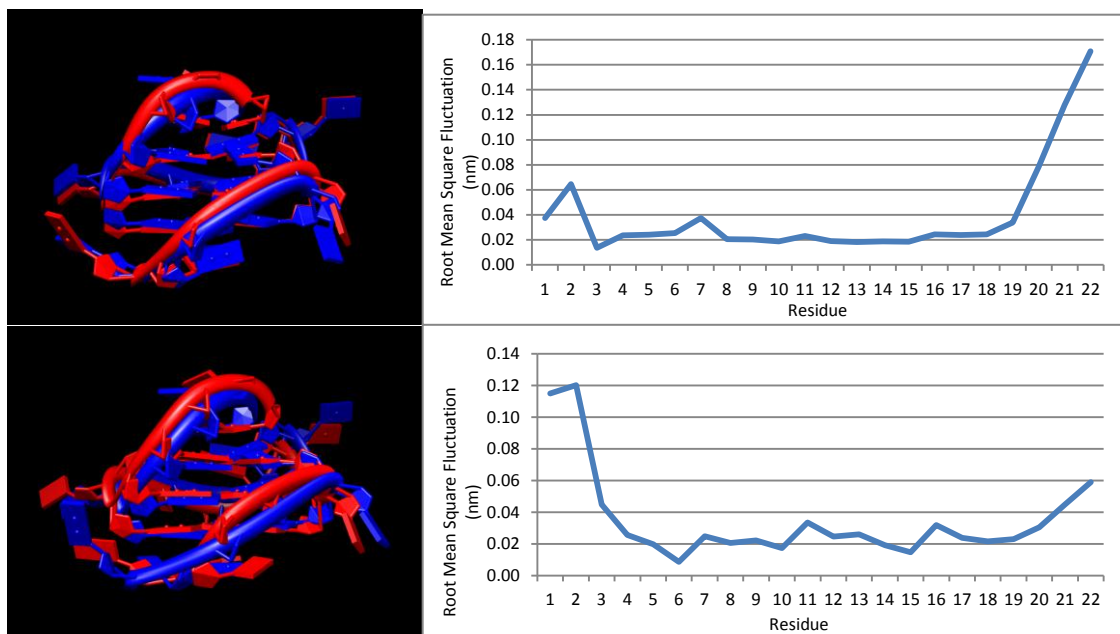 Root Mean Square Fluctuation
(nm)
0.18
0.16
0.14
0.12
0.10
0.08
0.06
0.04
0.02
0.00
1 2 3 4 5 6 7 8 9 10 11 12 13 14 15 16 17 18 19 20 21 22
Residue
Root Mean Square Fluctuation
(nm)
0.14
0.12
0.10
0.08
0.06
0.04
0.02
0.00
1 2 3 4 5 6 7 8 9 10 11 12 13 14 15 16 17 18 19 20 21 22
Residue